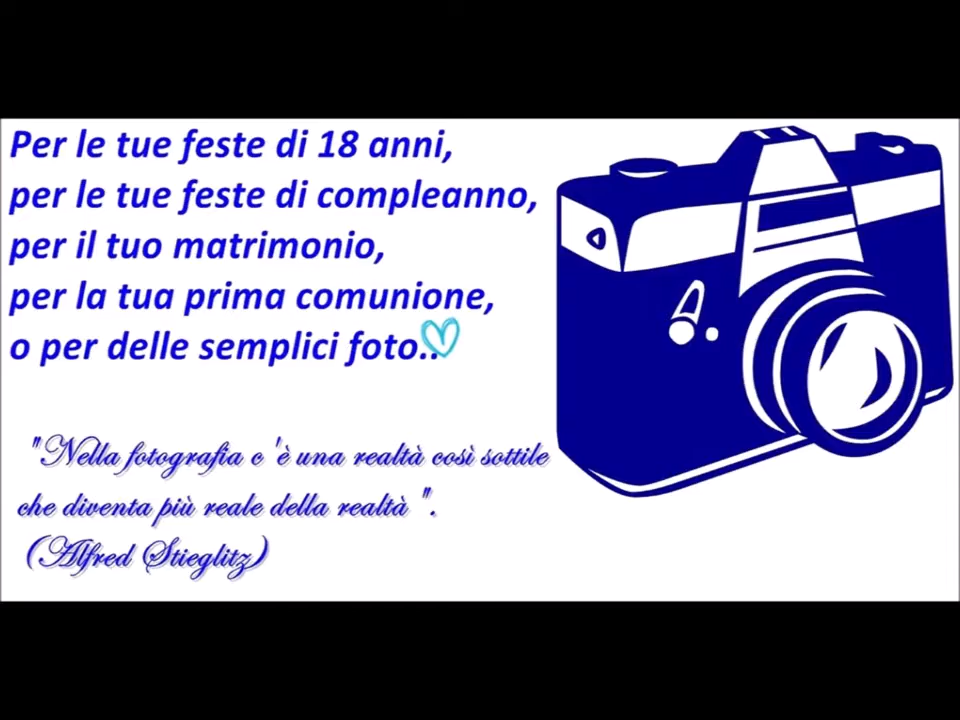 Per le tue feste di 18 anni,
per le tue feste di compleanno,
per il tuo matrimonio,
per la tua prima comunione,
o per delle semplici foto..
"Nella fotografia c 'è una realtà così sottile
che diventa più reale della realtà ".
(Alfred Stieglitz)